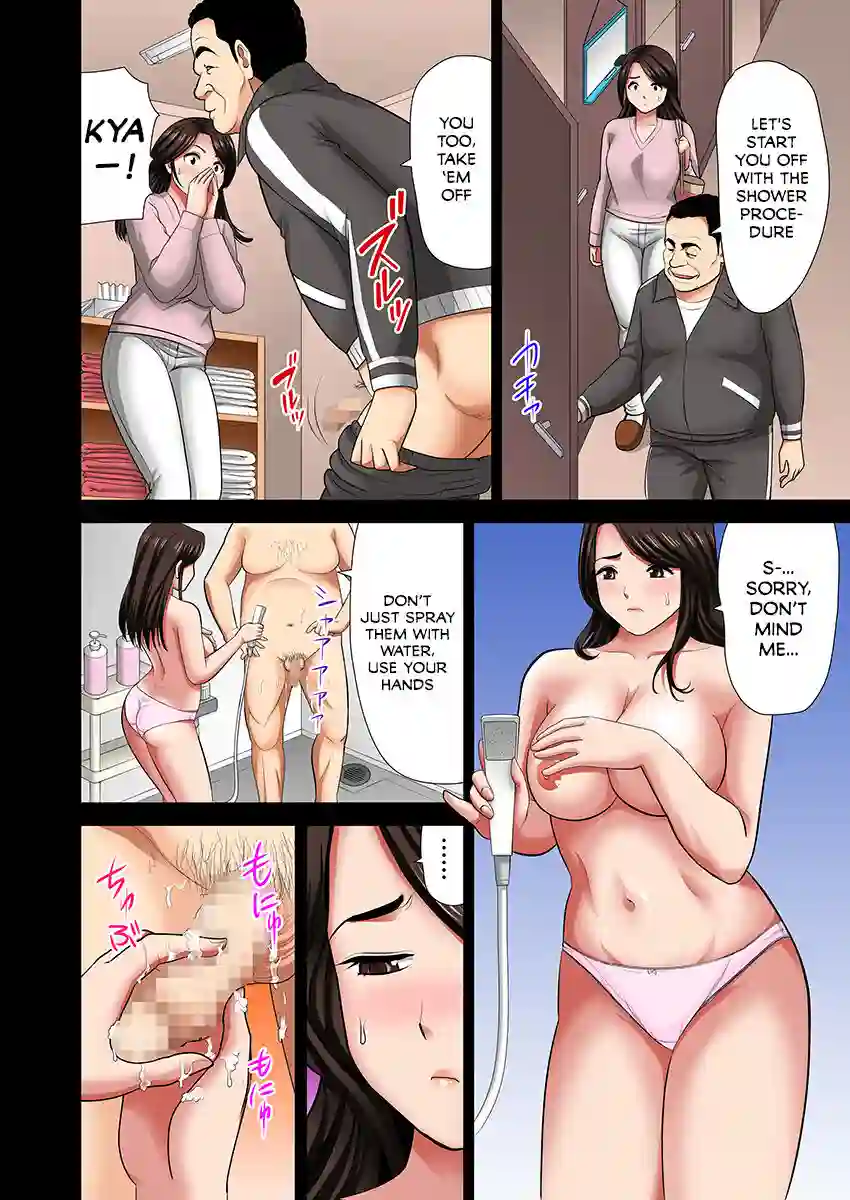 LET'S
START
YOU OFF
WITH THE
SHOWER
PROCE-
DURE
カチャ
YOU
TOO,
TAKE
'EM
OFF
KYA
—!
ズルッ
ブルッ
S-...
SORRY,
DON'T
MIND
ME...
DON'T
JUST SPRAY
THEM WITH
WATER,
USE YOUR
HANDS
シャアアアアッ
......
もにゅ
ちゅぶ
もにゅ